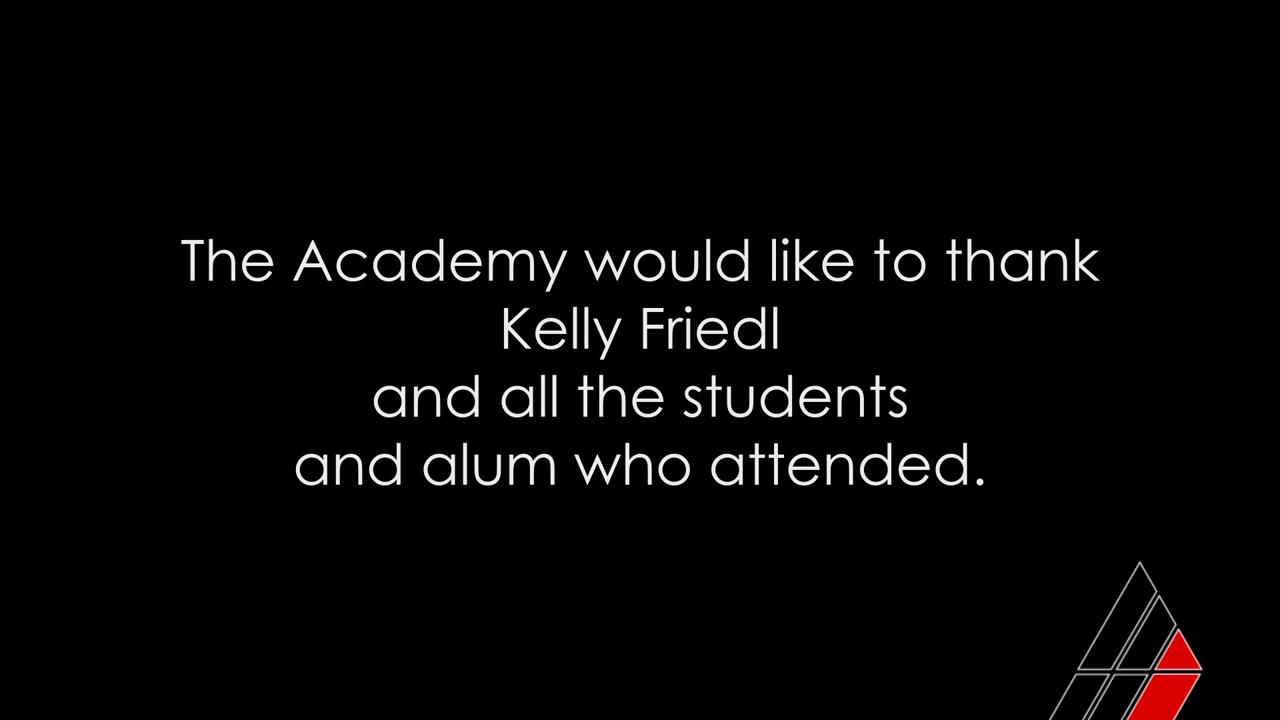 The Academy would like to thank
Kelly Friedl
and all the students
and alum who attended.